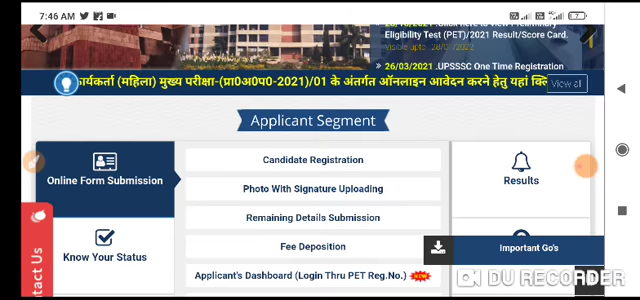 7:46 AM
7
Eligibility Test (PET)/2021 Result/Score Card.
26/03/2021 .UPSSSC One Time Registration
कार्यकर्ता (महिला) मुख्य परीक्षा-(प्रा0अ0प0-2021)/01 के अंतर्गत ऑनलाइन आवेदन करने हेतु यहां
View all
Applicant Segment
Online Form Submission
Candidate Registration
Photo With Signature Uploading
Remaining Details Submission
Fee Deposition
Applicant's Dashboard (Login Thru PET Reg.No.) NEW
Results
Know Your Status
Important Go's
ntact Us
DU RECORDER